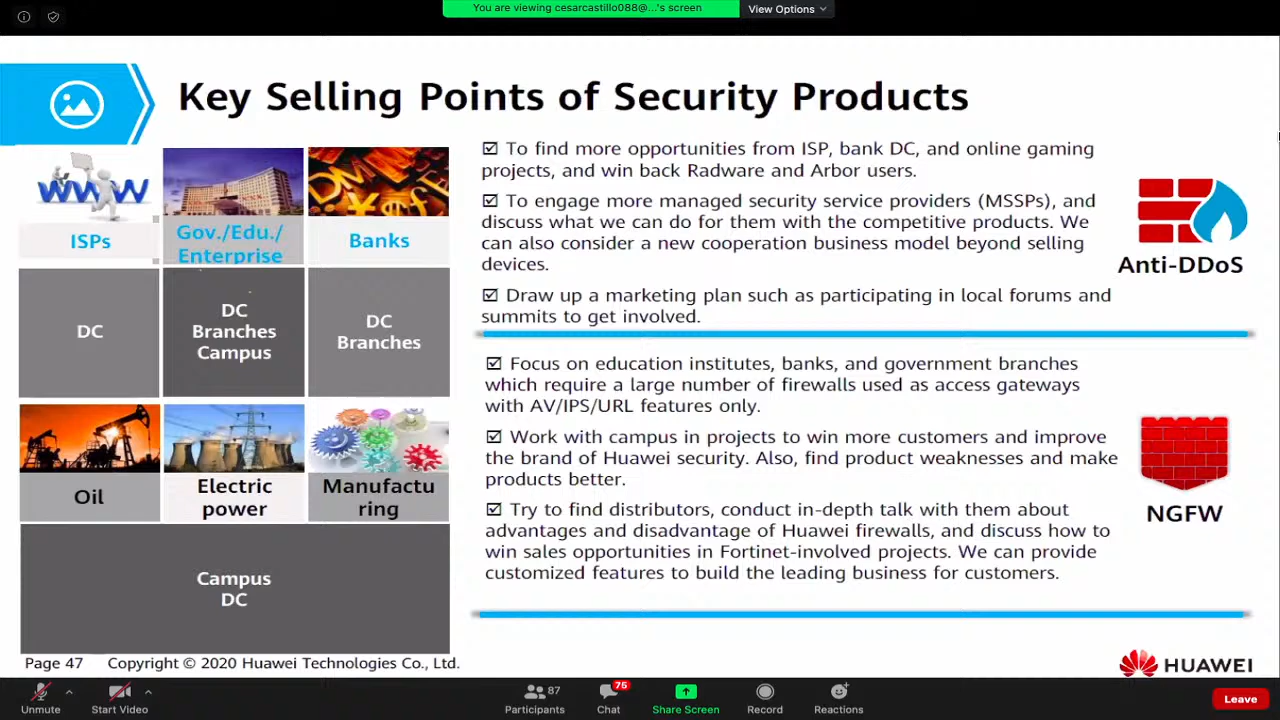 You are viewing cesarcastillo088@...'s screen
View Options
Key Selling Points of Security Products
WWW
ISPs
Gov./Edu./
Enterprise
Banks
DC
DC
Branches
Campus
DC
Branches
Oil
Electric
power
Manufactu
ring
Campus
DC
☑ To find more opportunities from ISP, bank DC, and online gaming
projects, and win back Radware and Arbor users.
☑ To engage more managed security service providers (MSSPs), and
discuss what we can do for them with the competitive products. We
can also consider a new cooperation business model beyond selling
devices.
☑ Draw up a marketing plan such as participating in local forums and
summits to get involved.
Anti-DDoS
☑ Focus on education institutes, banks, and government branches
which require a large number of firewalls used as access gateways
with AV/IPS/URL features only.
☑ Work with campus in projects to win more customers and improve
the brand of Huawei security. Also, find product weaknesses and make
products better.
☑ Try to find distributors, conduct in-depth talk with them about
advantages and disadvantage of Huawei firewalls, and discuss how to
win sales opportunities in Fortinet-involved projects. We can provide
customized features to build the leading business for customers.
NGFW
Page 47 Copyright © 2020 Huawei Technologies Co., Ltd.
HUAWEI
Unmute
Start Video
87
Participants
75
Chat
Share Screen
Record
Reactions
Leave